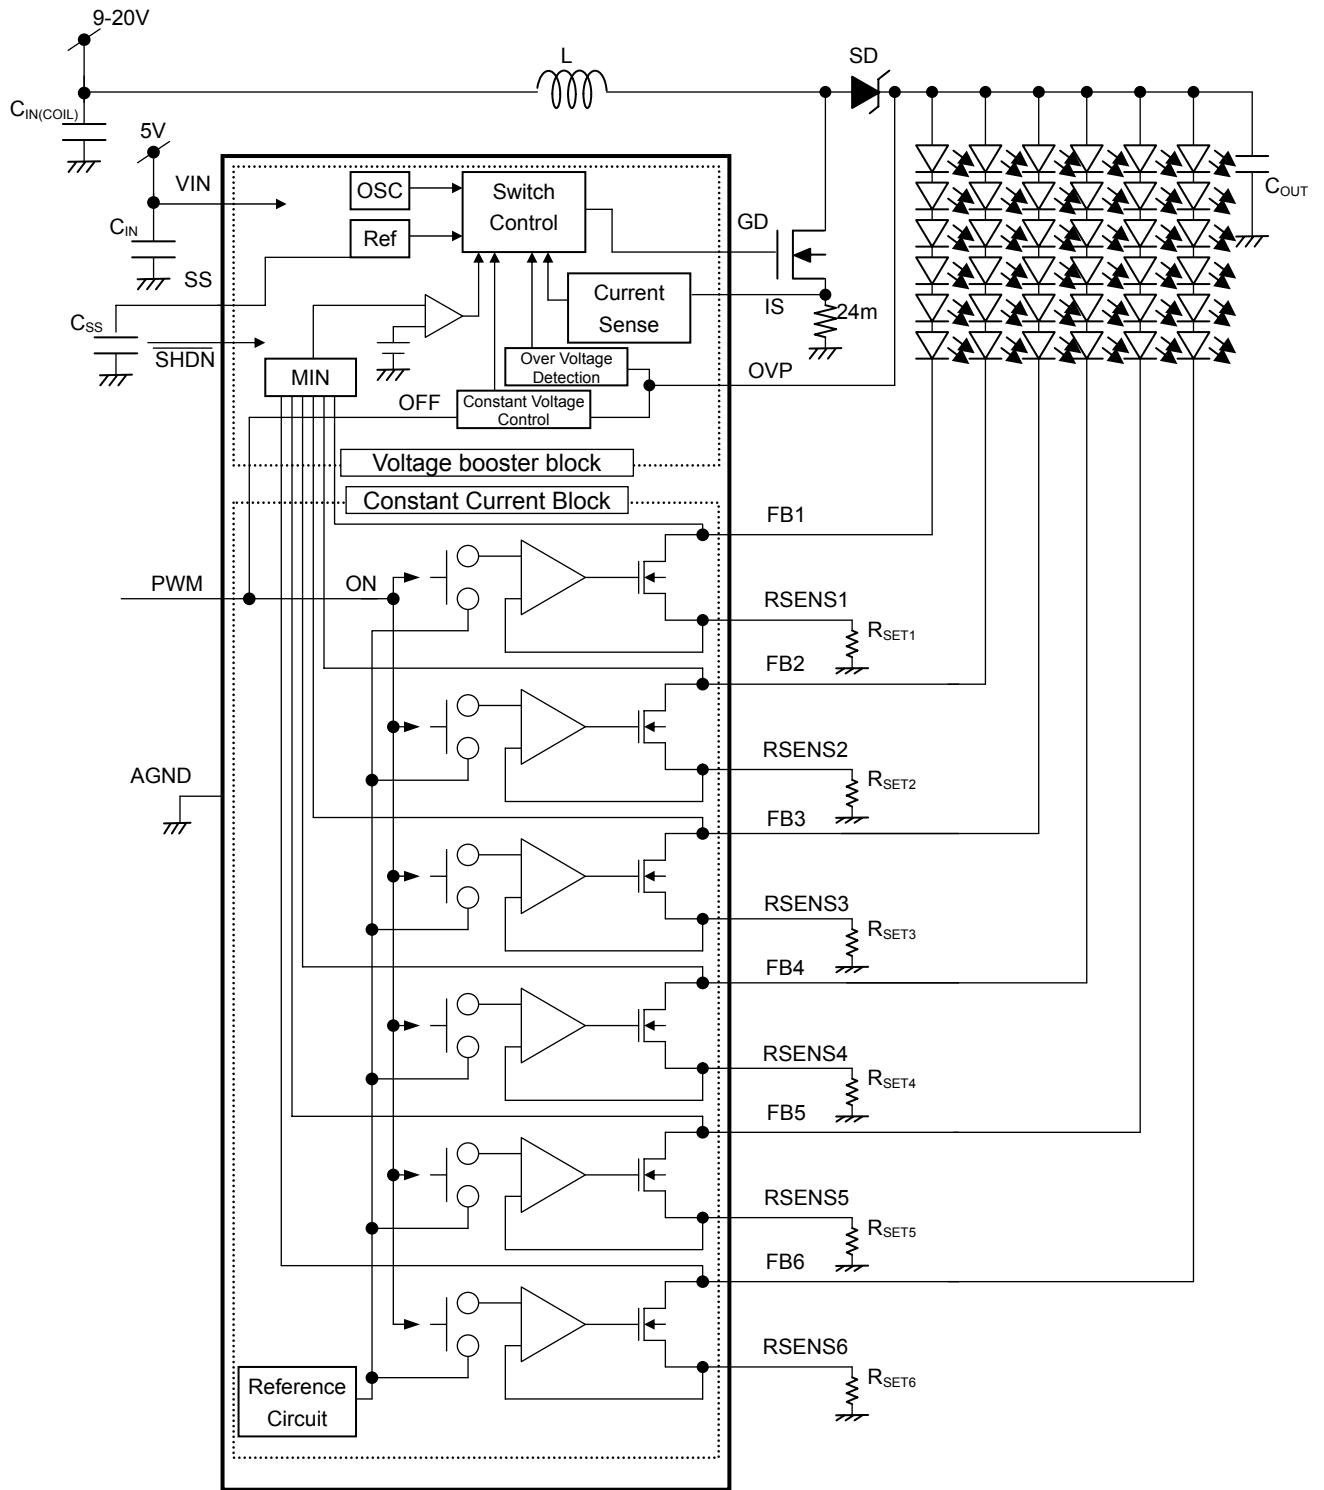 9-20V
L
SD
CIN(COIL)
5V
VIN
CIN
OSC
Switch
Control
COUT
Ref
GD
SS
Current
Sense
IS
24m
CSS
SHDN
MIN
Over Voltage
Detection
OVP
OFF
Constant Voltage
Control
Voltage booster block
Constant Current Block
FB1
PWM
ON
RSENS1
RSET1
FB2
RSENS2
RSET2
AGND
FB3
RSENS3
RSET3
FB4
RSENS4
RSET4
FB5
RSENS5
RSET5
FB6
RSENS6
RSET6
Reference
Circuit